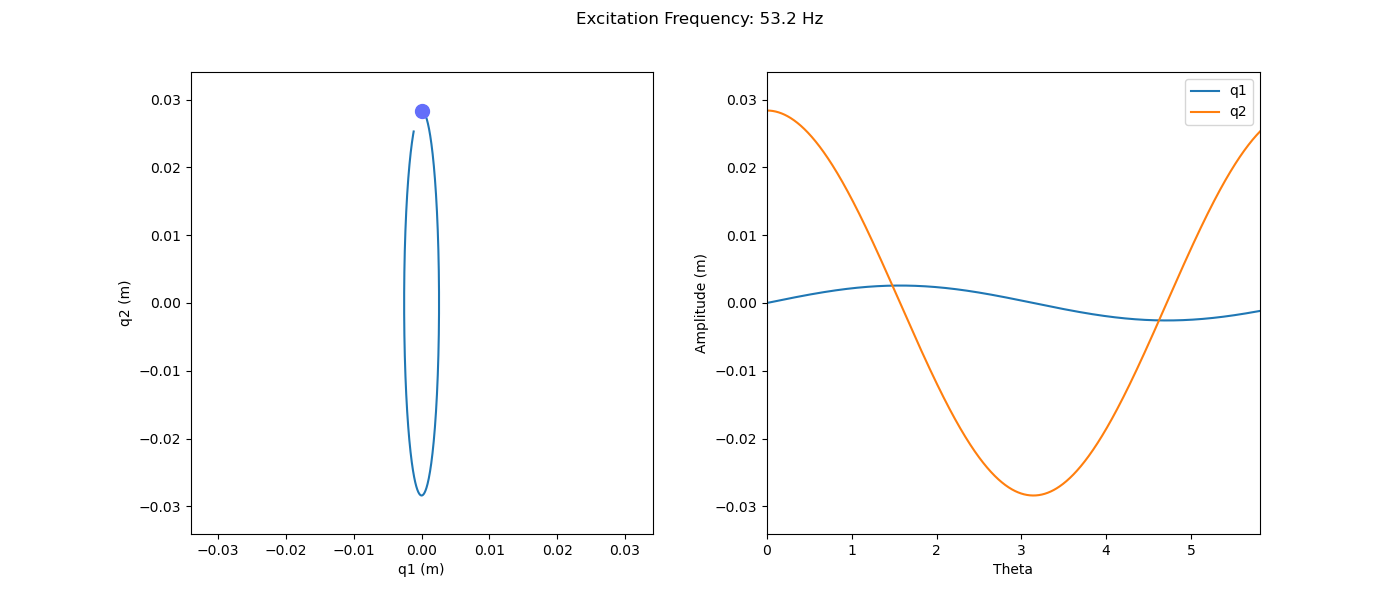 Excitation Frequency: 53.2 Hz
0.03
0.02
0.01
0.00
−0.01
−0.02
−0.03
q2 (m)
−0.03 −0.02 −0.01 0.00 0.01 0.02 0.03
q1 (m)
q1
q2
0.03
0.02
0.01
0.00
−0.01
−0.02
−0.03
Amplitude (m)
0 1 2 3 4 5
Theta